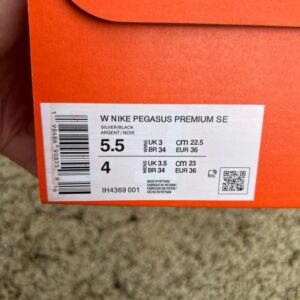 W NIKE PEGASUS PREMIUM SE
SILVER/BLACK
ARGENT / NOIR
5.5 UK 3 cm 22.5
BR 34 EUR 36
4 UK 3.5 cm 23
BR 34 EUR 36
IH4369 001